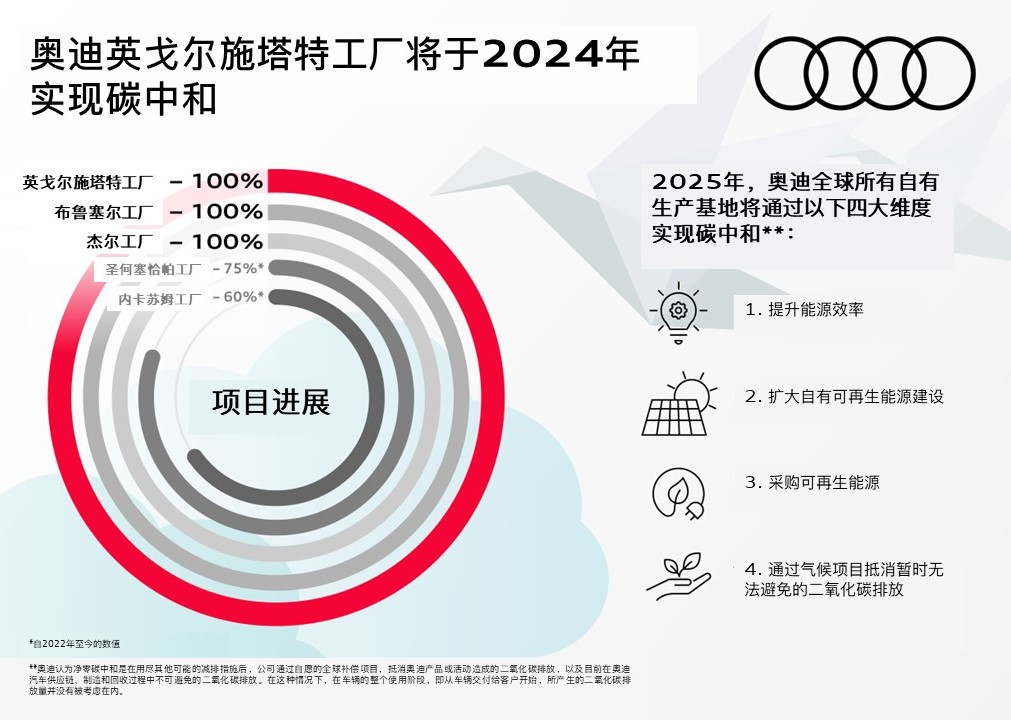 奥迪英戈尔施塔特工厂将于2024年
实现碳中和
英戈尔施塔特工厂 – 100%
布鲁塞尔工厂 – 100%
杰尔工厂 – 100%
圣何塞恰帕工厂 – 75%*
内卡苏姆工厂 – 60%*
项目进展
2025年，奥迪全球所有自有
生产基地将通过以下四大维度
实现碳中和**：
1. 提升能源效率
2. 扩大自有可再生能源建设
3. 采购可再生能源
4. 通过气候项目抵消暂时无
法避免的二氧化碳排放
*自2022年至今的数值
**奥迪认为净零碳中和是在用尽其他可能的减排措施后，公司通过自愿的全球补偿项目，抵消奥迪产品或活动造成的二氧化碳排放，以及目前在奥迪
汽车供应链、制造和回收过程中不可避免的二氧化碳排放。在这种情况下，在车辆的整个使用阶段，即从车辆交付给客户开始，所产生的二氧化碳排
放量并没有被考虑在内。